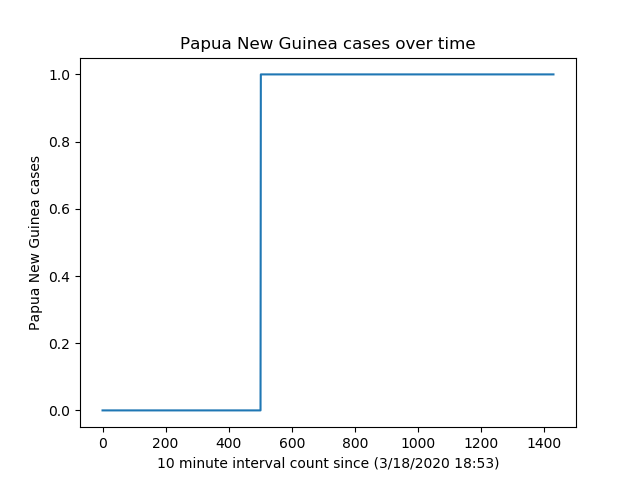 Papua New Guinea cases over time
1.0
0.8
0.6
0.4
0.2
0.0
Papua New Guinea cases
0 200 400 600 800 1000 1200 1400
10 minute interval count since (3/18/2020 18:53)